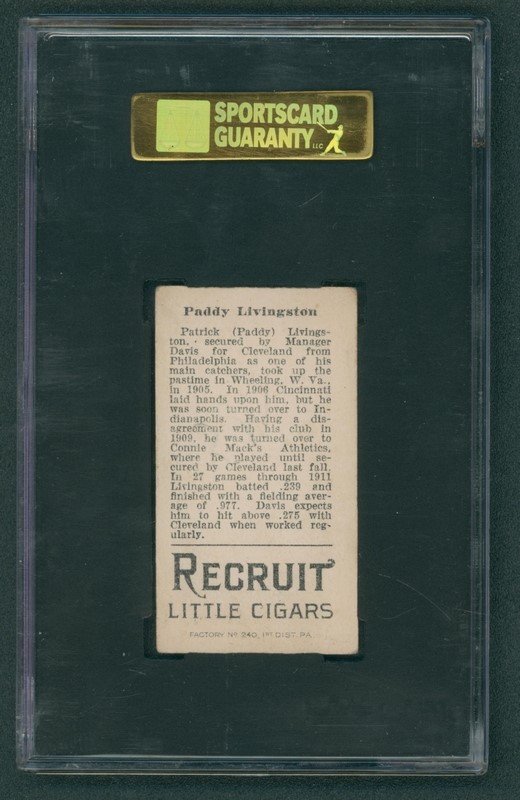 SPORTSCARD
GUARANTY LLC
Paddy Livingston
Patrick (Paddy) Livings-
ton, secured by Manager
Davis for Cleveland from
Philadelphia as one of his
main catchers, took up the
pastime in Wheeling, W. Va.,
in 1905. In 1906 Cincinnati
laid hands upon him, but he
was soon turned over to In-
dianapolis. Having a dis-
agreement with his club in
1909, he was turned over to
Connie Mack's Athletics,
where he played until se-
cured by Cleveland last fall.
In 27 games through 1911
Livingston batted .239 and
finished with a fielding aver-
age of .977. Davis expects
him to hit above .275 with
Cleveland when worked reg-
ularly.
RECRUIT
LITTLE CIGARS
FACTORY No 240, 1ST DIST. PA.